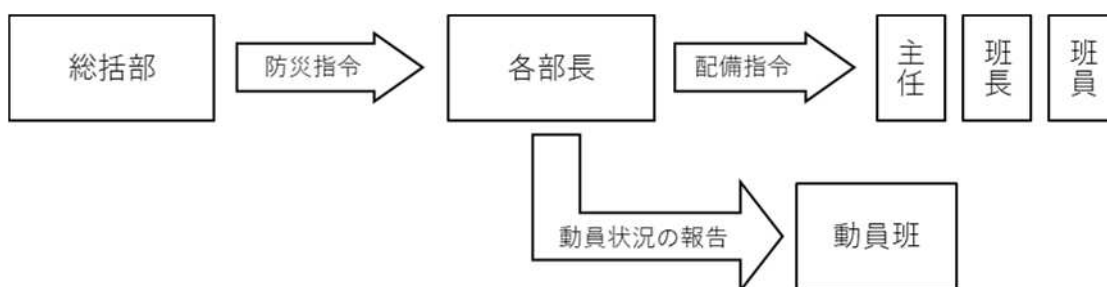 総括部
防災指令
各部長
配備指令
主任
班長
班員
動員状況の報告
動員班